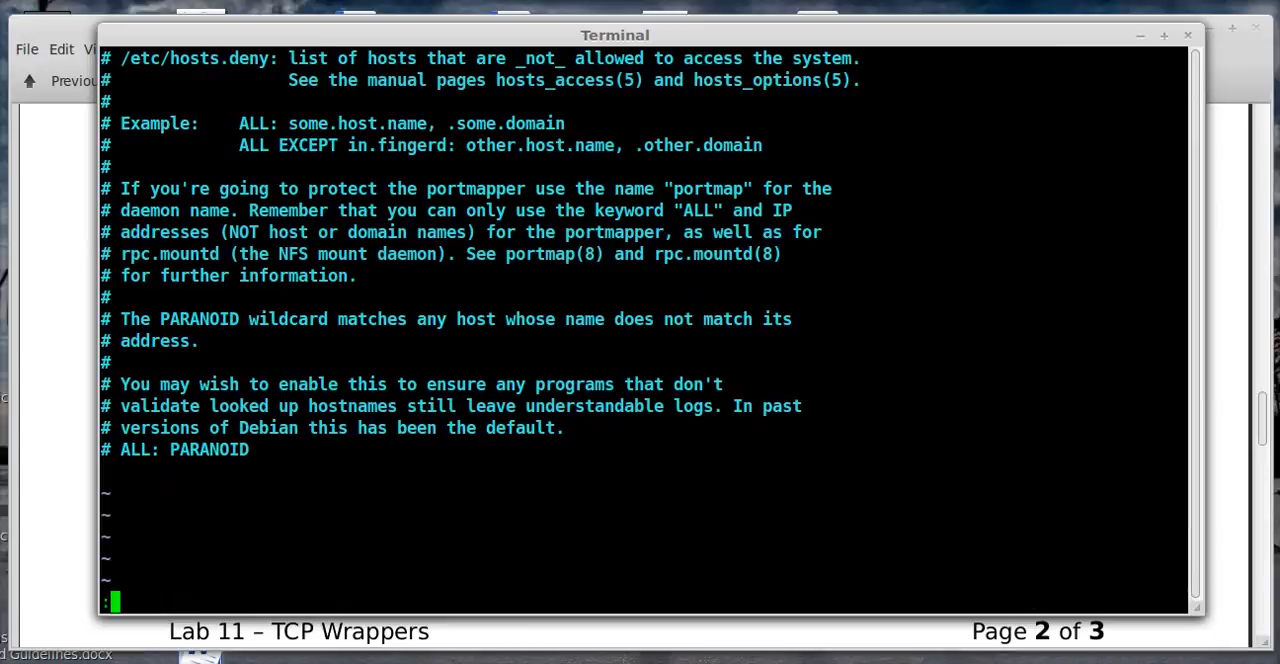 Terminal
File Edit Vi
Previou
# /etc/hosts.deny: list of hosts that are _not_ allowed to access the system.
# See the manual pages hosts_access(5) and hosts_options(5).
#
# Example: ALL: some.host.name, .some.domain
# ALL EXCEPT in.fingerd: other.host.name, .other.domain
#
# If you're going to protect the portmapper use the name "portmap" for the
# daemon name. Remember that you can only use the keyword "ALL" and IP
# addresses (NOT host or domain names) for the portmapper, as well as for
# rpc.mountd (the NFS mount daemon). See portmap(8) and rpc.mountd(8)
# for further information.
#
# The PARANOID wildcard matches any host whose name does not match its
# address.
#
# You may wish to enable this to ensure any programs that don't
# validate looked up hostnames still leave understandable logs. In past
# versions of Debian this has been the default.
# ALL: PARANOID
~
~
~
~
~
:
Lab 11 – TCP Wrappers Page 2 of 3
d Guidelines.docx